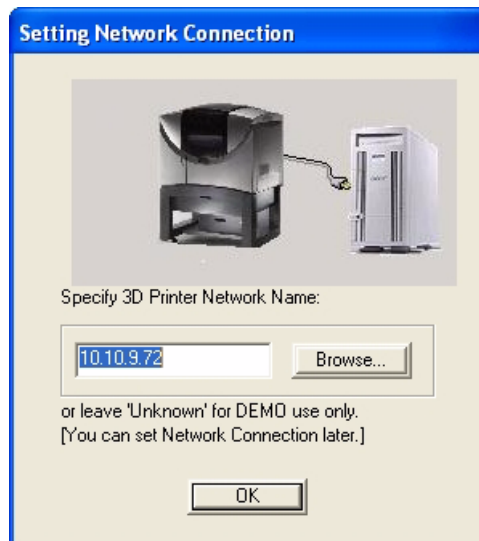 Setting Network Connection
Specify 3D Printer Network Name:
10.10.9.72
Browse...
or leave 'Unknown' for DEMO use only.
[You can set Network Connection later.]
OK